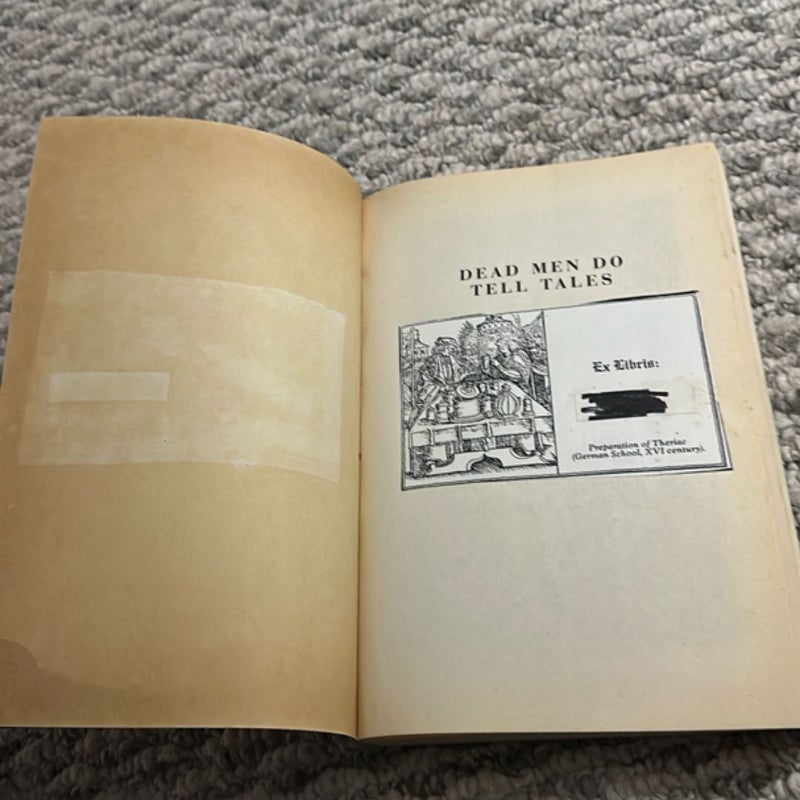 DEAD MEN DO
TELL TALES
Ex Libris:
Preparation of Theriac
(German School, XVI century).